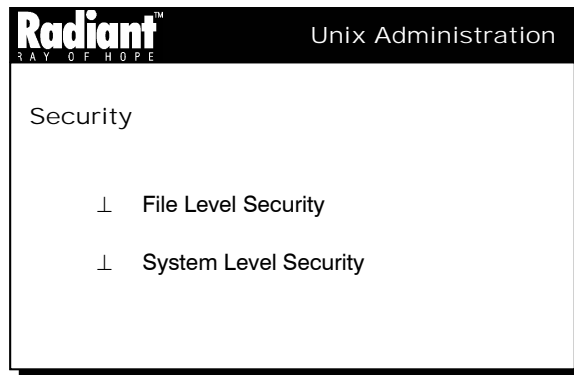 Radiant™
RAY OF HOPE
Unix Administration
Security
⊥ File Level Security
⊥ System Level Security